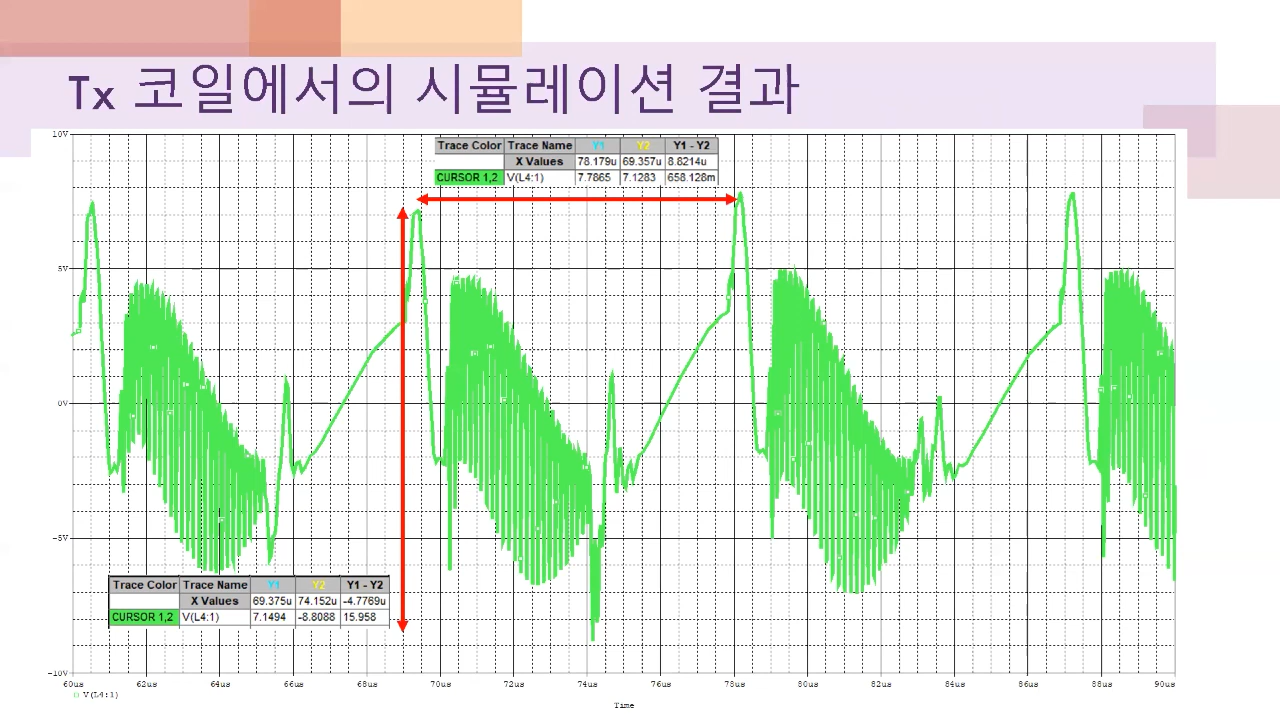 Tx 코일에서의 시뮬레이션 결과
10V
Trace Color Trace Name Y1 Y2 Y1 - Y2
X Values 78.179u 69.357u 8.8214u
CURSOR 1,2 V(L4:1) 7.7865 7.1283 658.128m
5V
0V
-5V
Trace Color Trace Name Y1 Y2 Y1 - Y2
X Values 69.375u 74.152u -4.7769u
CURSOR 1,2 V(L4:1) 7.1494 -8.8088 15.958
-10V
60us 62us 64us 66us 68us 70us 72us 74us 76us 78us 80us 82us 84us 86us 88us 90us
V(L4:1)
Time